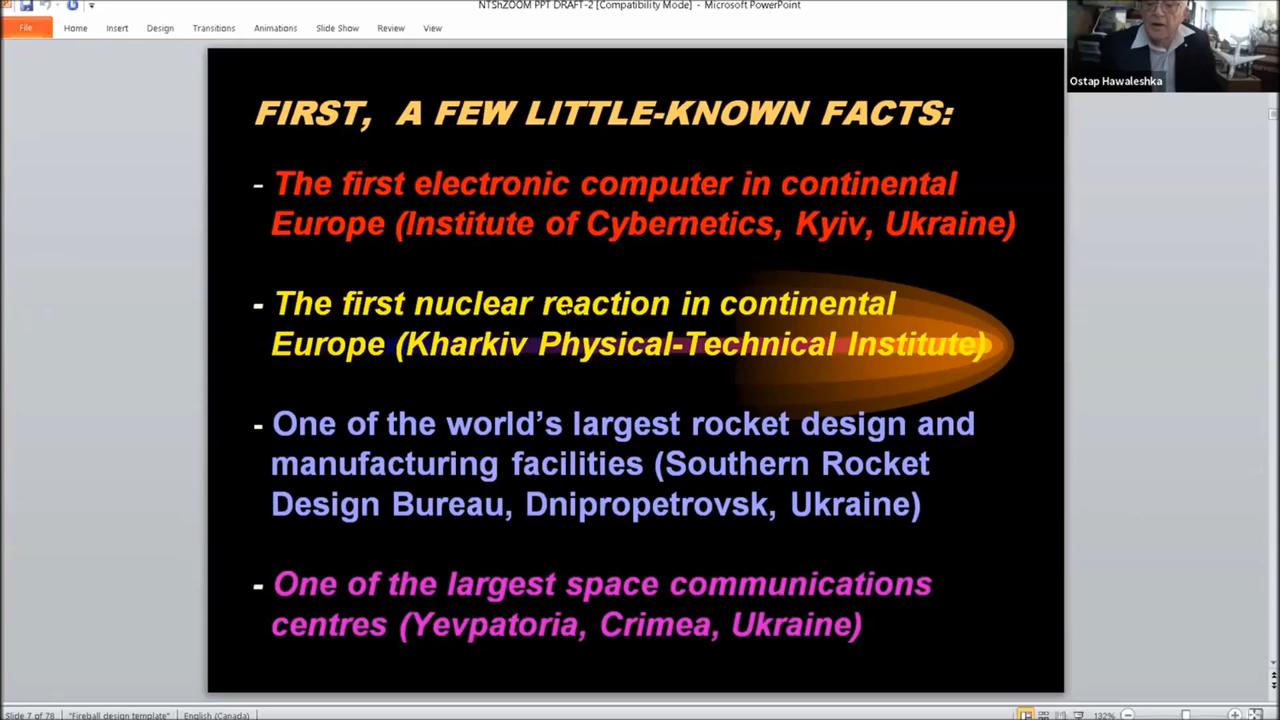 NTShZOOM PPT DRAFT-2 [Compatibility Mode] - Microsoft PowerPoint
File Home Insert Design Transitions Animations Slide Show Review View
Ostap Hawaleshka
FIRST, A FEW LITTLE-KNOWN FACTS:
- The first electronic computer in continental
Europe (Institute of Cybernetics, Kyiv, Ukraine)
- The first nuclear reaction in continental
Europe (Kharkiv Physical-Technical Institute)
- One of the world's largest rocket design and
manufacturing facilities (Southern Rocket
Design Bureau, Dnipropetrovsk, Ukraine)
- One of the largest space communications
centres (Yevpatoria, Crimea, Ukraine)
Slide 7 of 78 "Fireball design template" English (Canada) 132%